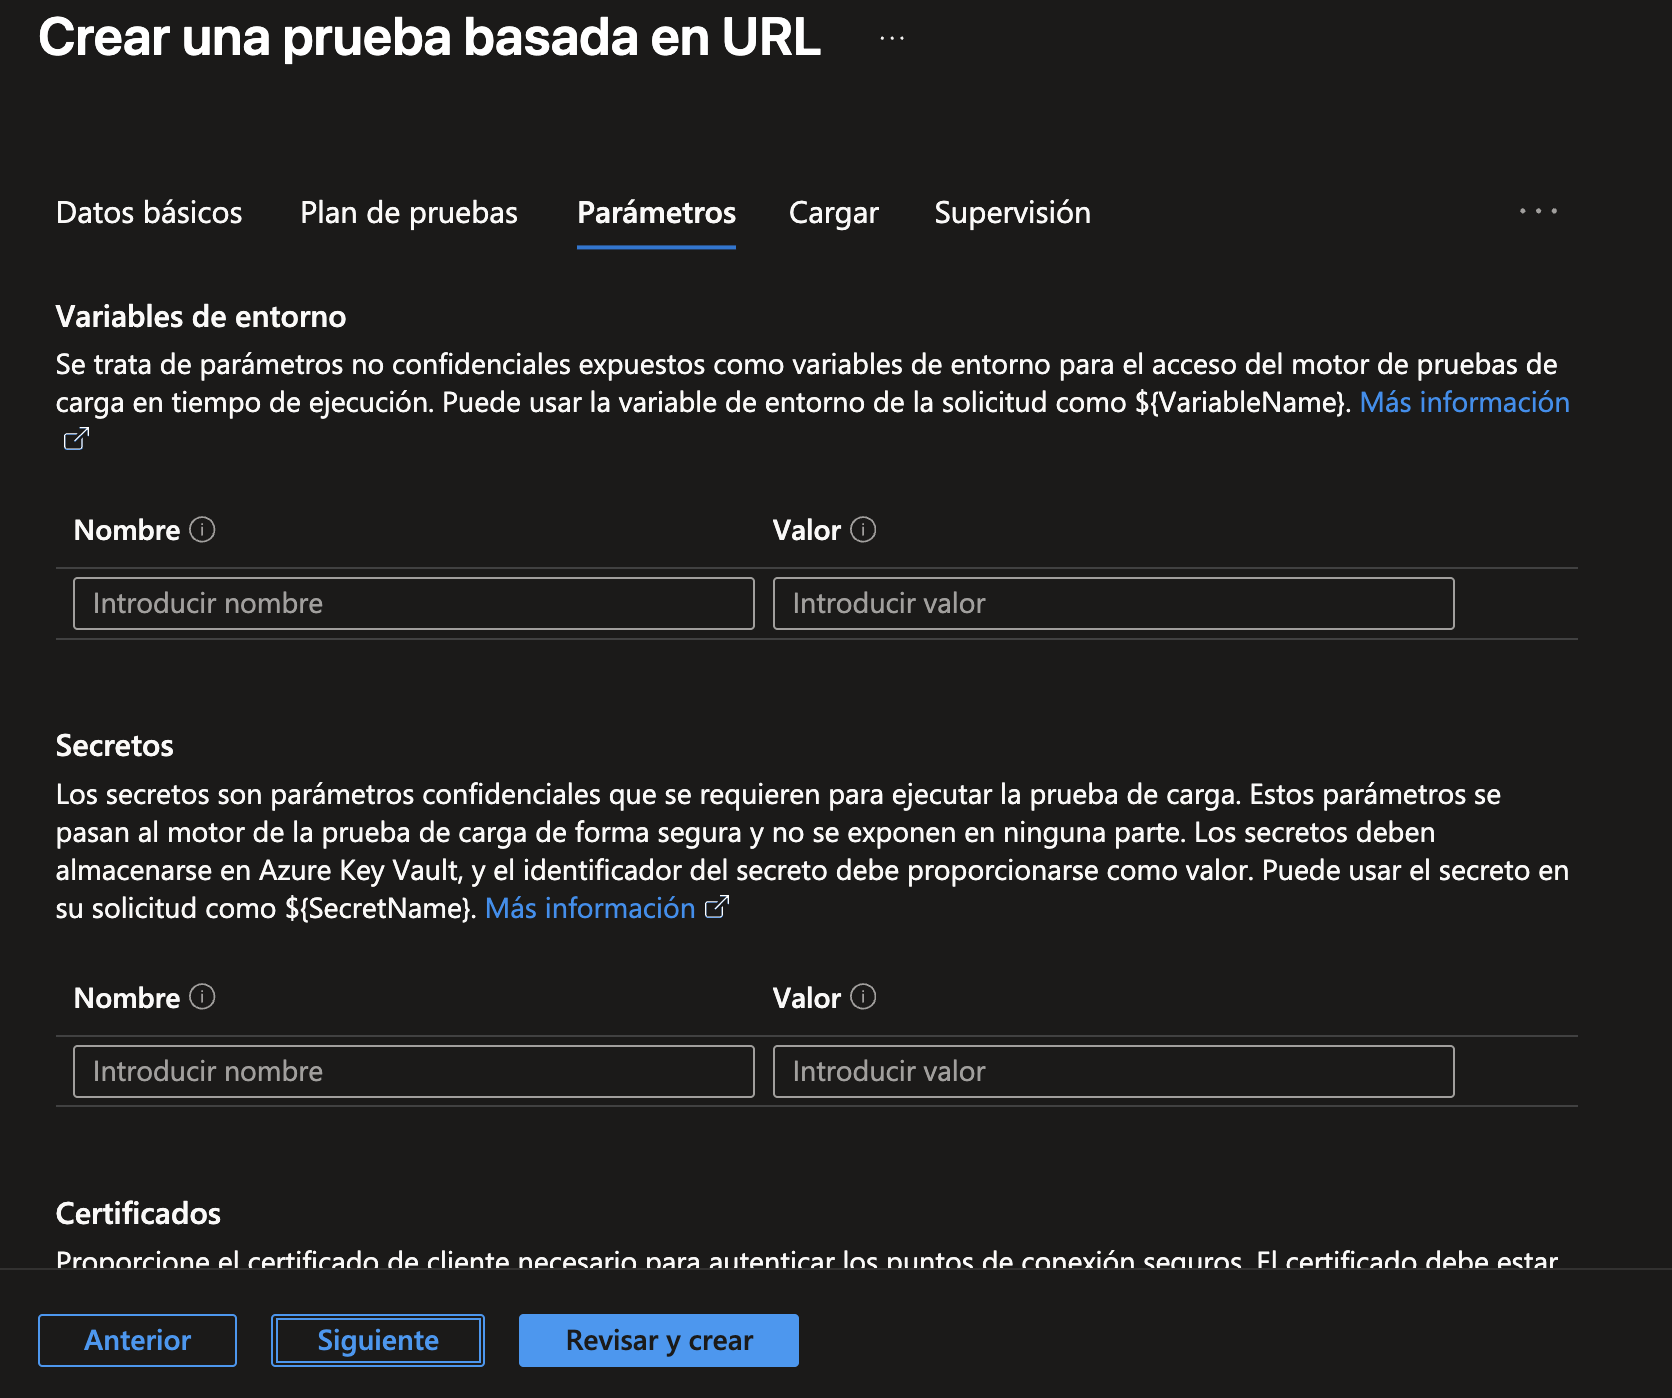 Crear una prueba basada en URL ...
Datos básicos Plan de pruebas Parámetros Cargar Supervisión ...
Variables de entorno
Se trata de parámetros no confidenciales expuestos como variables de entorno para el acceso del motor de pruebas de
carga en tiempo de ejecución. Puede usar la variable de entorno de la solicitud como ${VariableName}. Más información
Nombre Valor
Introducir nombre Introducir valor
Secretos
Los secretos son parámetros confidenciales que se requieren para ejecutar la prueba de carga. Estos parámetros se
pasan al motor de la prueba de carga de forma segura y no se exponen en ninguna parte. Los secretos deben
almacenarse en Azure Key Vault, y el identificador del secreto debe proporcionarse como valor. Puede usar el secreto en
su solicitud como ${SecretName}. Más información
Nombre Valor
Introducir nombre Introducir valor
Certificados
Proporcione el certificado de cliente necesario para autenticar los puntos de conexión seguros. El certificado debe estar
Anterior Siguiente Revisar y crear